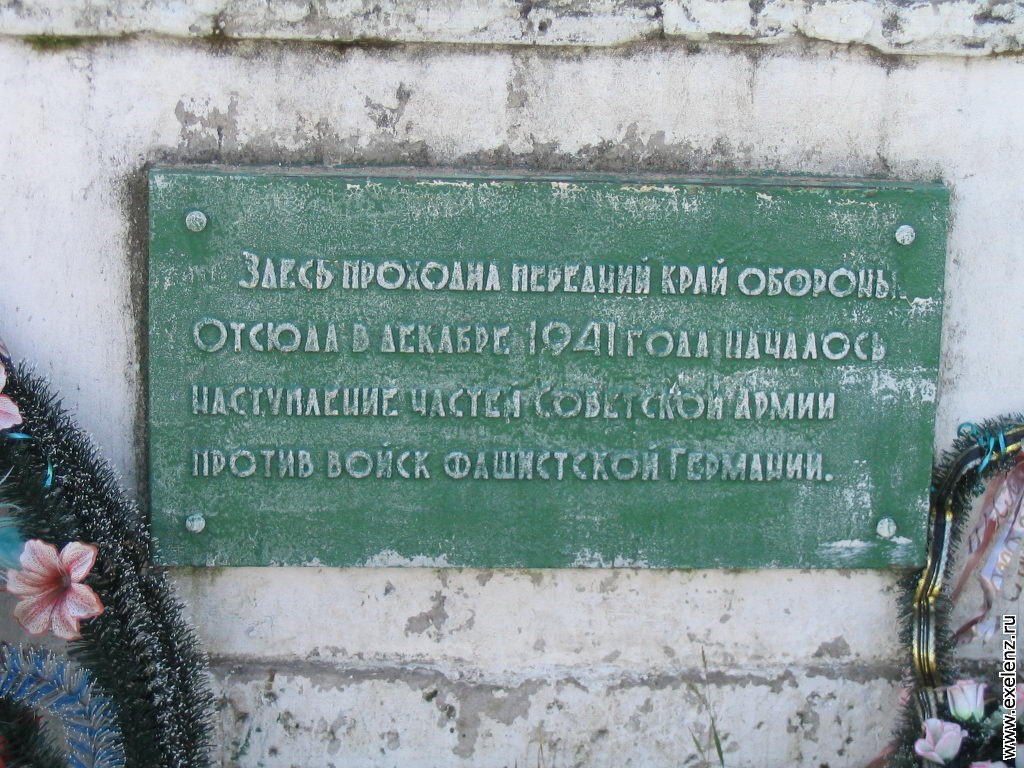 Здесь проходил передний край обороны.
Отсюда в декабре 1941 года началось
наступление частей Советской Армии
против войск фашистской Германии.
www.exelenz.ru